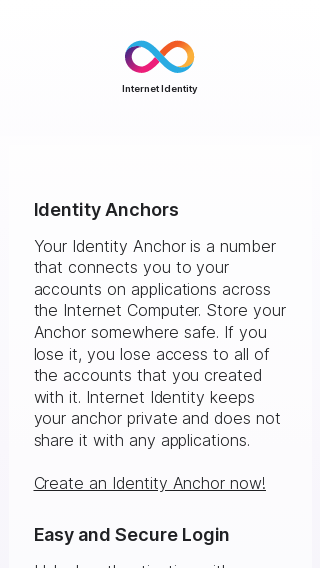 Internet Identity
Identity Anchors
Your Identity Anchor is a number
that connects you to your
accounts on applications across
the Internet Computer. Store your
Anchor somewhere safe. If you
lose it, you lose access to all of
the accounts that you created
with it. Internet Identity keeps
your anchor private and does not
share it with any applications.
Create an Identity Anchor now!
Easy and Secure Login